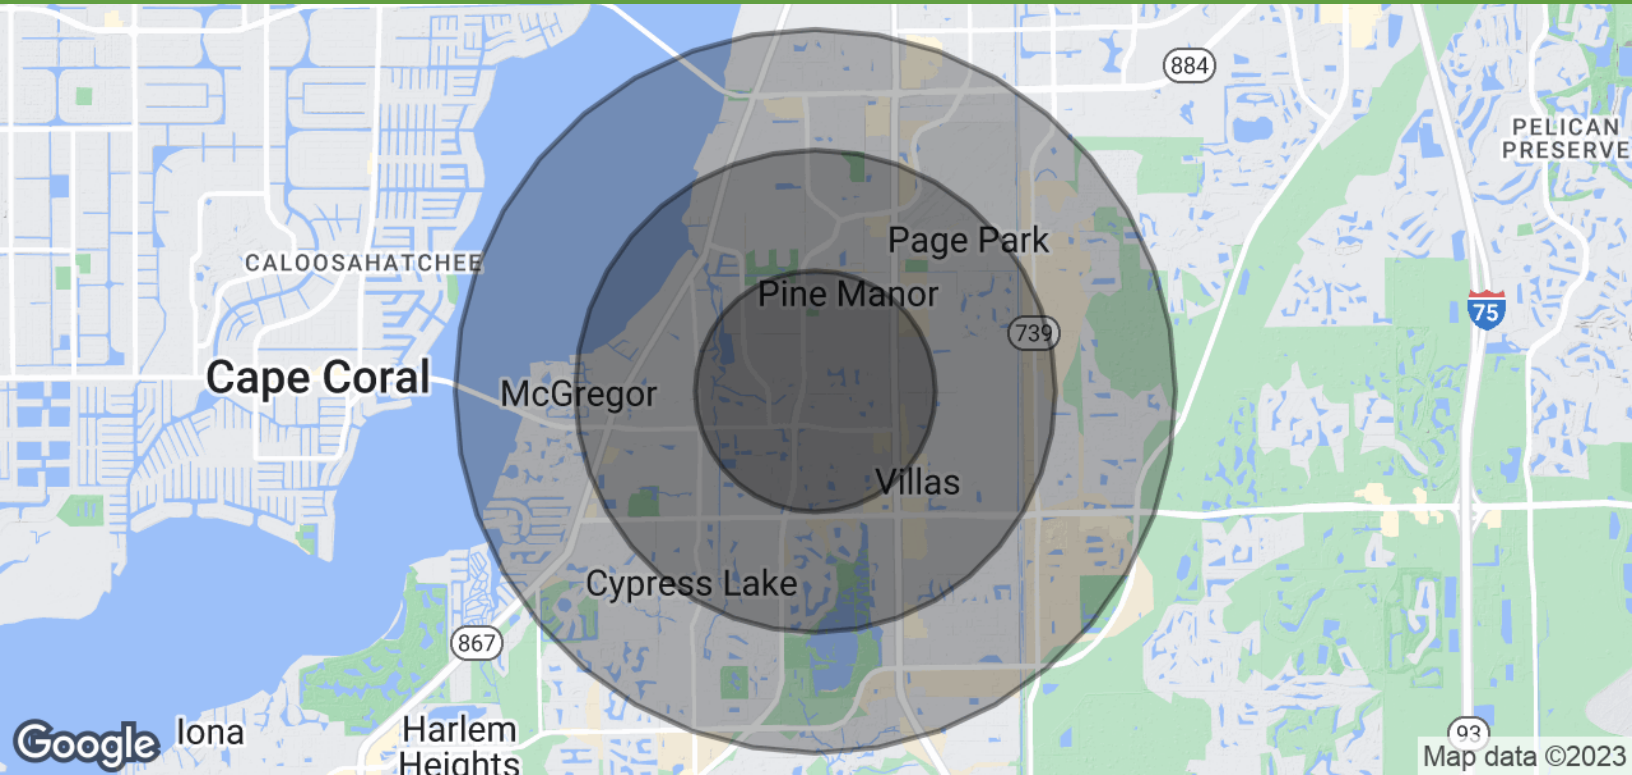 884
PELICAN
PRESERVE
Page Park
CALOOSAHATCHEE
Pine Manor
75
739
Cape Coral
McGregor
Villas
Cypress Lake
867
Iona
Harlem
Heights
93
Google
Map data ©2023